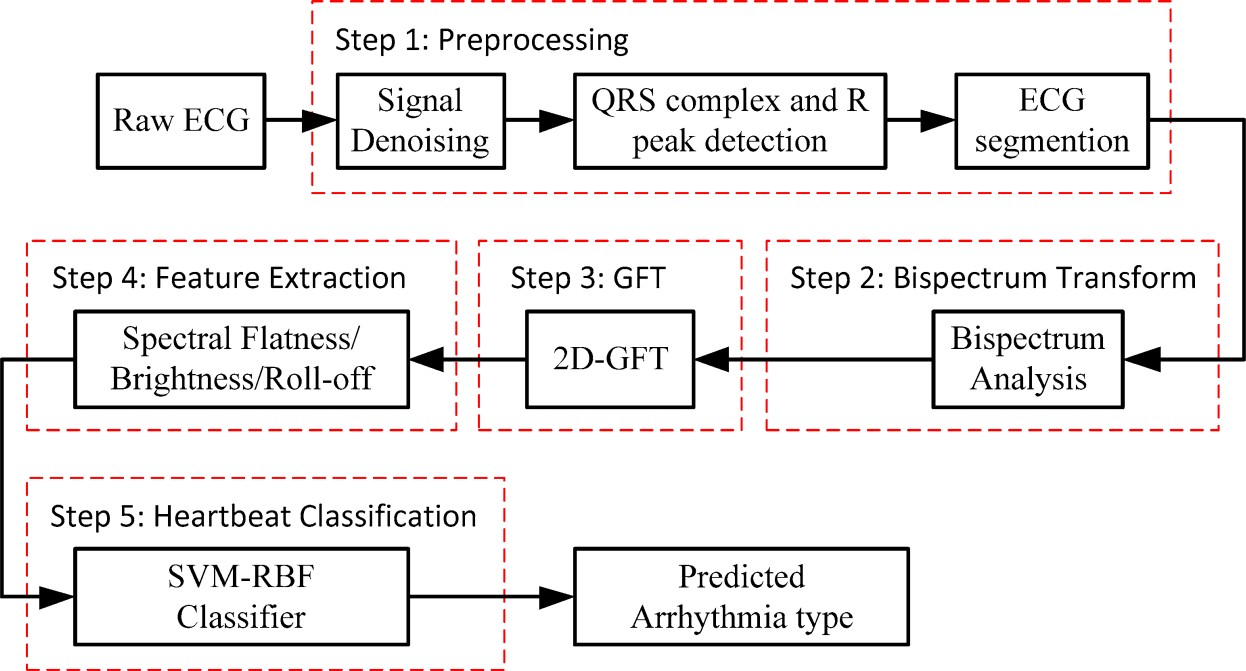 Step 1: Preprocessing
Raw ECG
Signal
Denoising
QRS complex and R
peak detection
ECG
segmention
Step 2: Bispectrum Transform
Bispectrum
Analysis
Step 3: GFT
2D-GFT
Step 4: Feature Extraction
Spectral Flatness/
Brightness/Roll-off
Step 5: Heartbeat Classification
SVM-RBF
Classifier
Predicted
Arrhythmia type